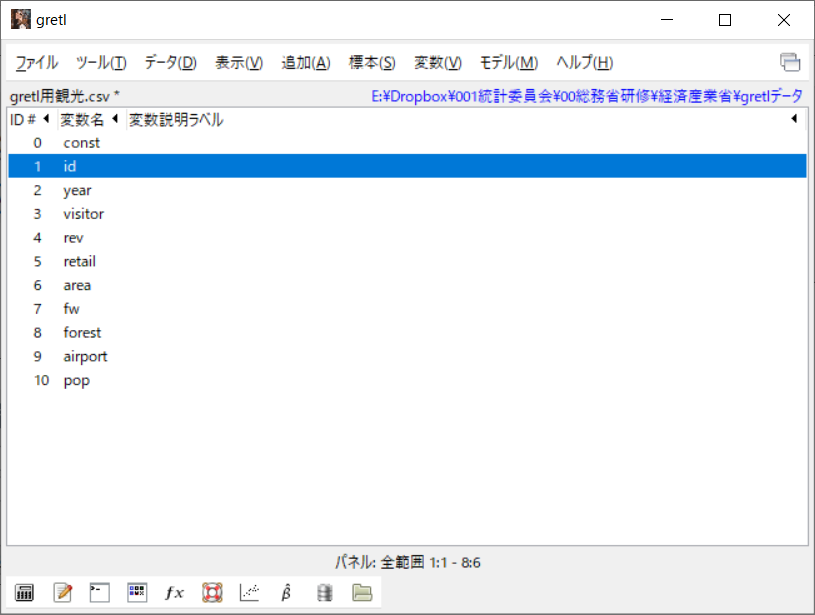 gretl
ファイル ツール(T) データ(D) 表示(V) 追加(A) 標本(S) 変数(V) モデル(M) ヘルプ(H)
gretl用観光.csv * E:¥Dropbox¥001統計委員会¥00総務省研修¥経済産業省¥gretlデータ
ID # 変数名 変数説明ラベル
0 const
1 id
2 year
3 visitor
4 rev
5 retail
6 area
7 fw
8 forest
9 airport
10 pop
パネル: 全範囲 1:1 - 8:6
fx β̂